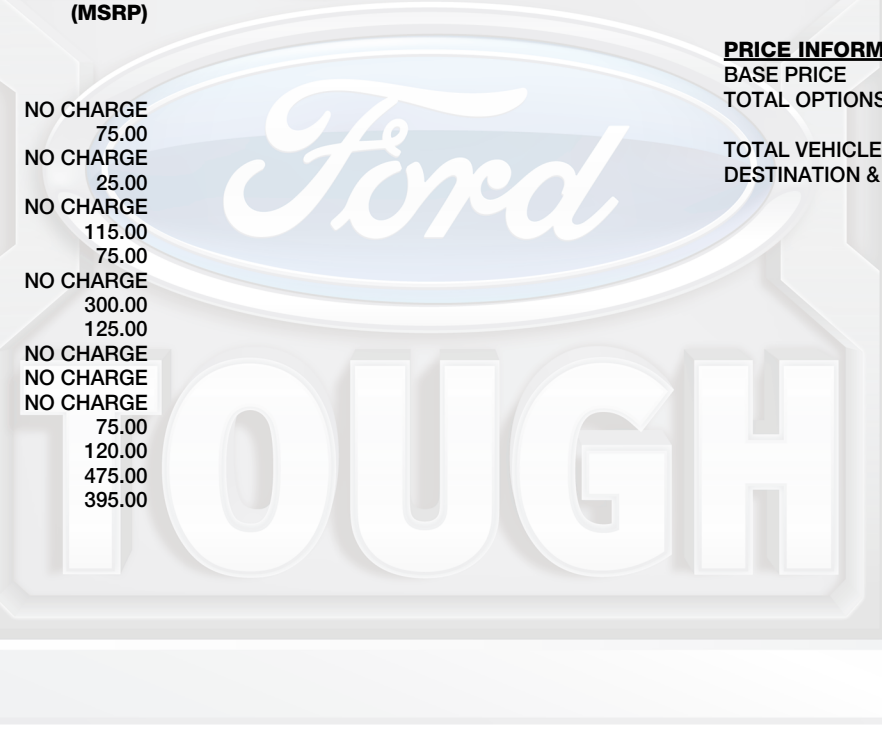 (MSRP)
NO CHARGE
75.00
NO CHARGE
25.00
NO CHARGE
115.00
75.00
NO CHARGE
300.00
125.00
NO CHARGE
NO CHARGE
NO CHARGE
75.00
120.00
475.00
395.00
PRICE INFORM
BASE PRICE
TOTAL OPTIONS
TOTAL VEHICLE
DESTINATION &
Ford
TOUGH